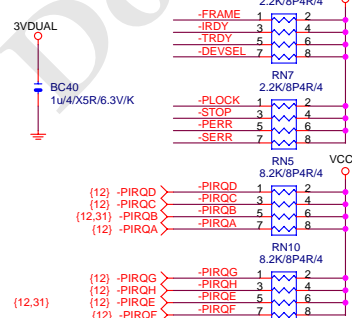 2.2K/8P4R/4
-FRAME 1 2
-IRDY 3 4
-TRDY 5 6
-DEVSEL 7 8
3VDUAL
RN7
2.2K/8P4R/4
BC40
1u/4/X5R/6.3V/K
-PLOCK 1 2
-STOP 3 4
-PERR 5 6
-SERR 7 8
RN5
VCC
8.2K/8P4R/4
{12} -PIRQD -PIRQD 1 2
{12} -PIRQC -PIRQC 3 4
{12,31} -PIRQB -PIRQB 5 6
{12} -PIRQA -PIRQA 7 8
RN10
8.2K/8P4R/4
{12} -PIRQG -PIRQG 1 2
{12} -PIRQH -PIRQH 3 4
{12,31} {12} -PIRQE -PIRQE 5 6
{12} -PIRQF -PIRQF 7 8